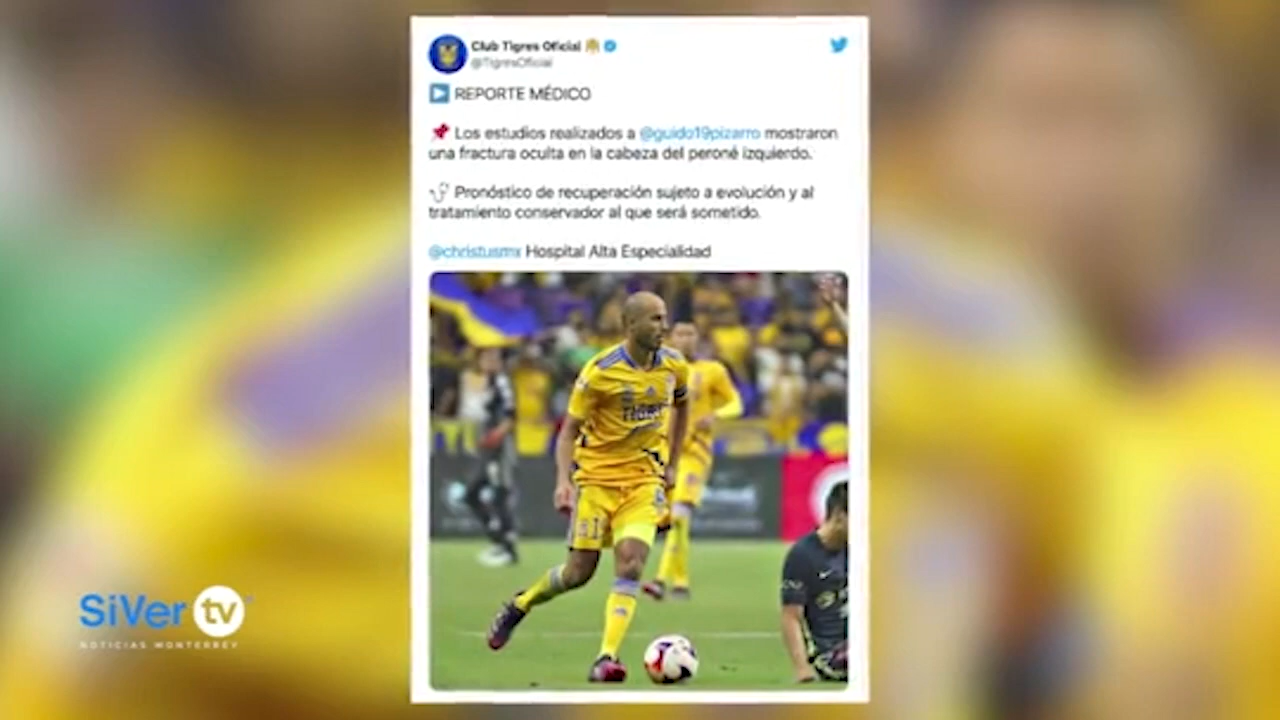 Club Tigres Oficial
@TigresOficial
REPORTE MÉDICO
Los estudios realizados a @guido19pizarro mostraron
una fractura oculta en la cabeza del peroné izquierdo.
Pronóstico de recuperación sujeto a evolución y al
tratamiento conservador al que será sometido.
@christusmx Hospital Alta Especialidad
TIGRES
SiVer tv
NOTICIAS MONTERREY